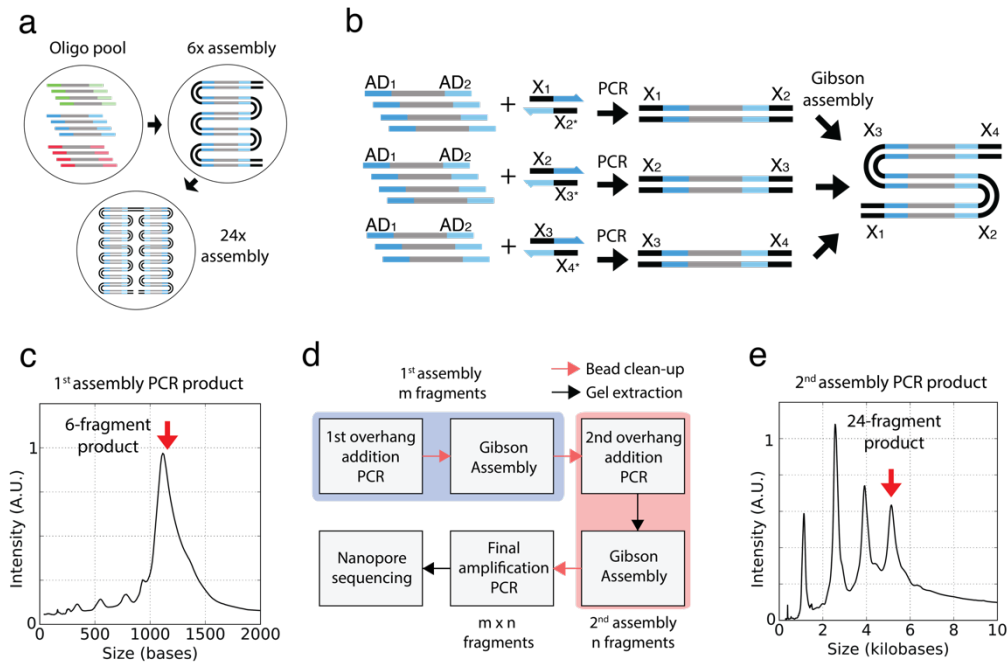 a
Oligo pool
6x assembly
24x
assembly
b
AD1 AD2
X1
X2*
PCR
X1 X2
Gibson
assembly
AD1 AD2
X2
X3*
PCR
X2 X3
AD1 AD2
X3
X4*
PCR
X3 X4
X3 X4
X1 X2
c
1st assembly PCR product
6-fragment
product
Intensity (A.U.)
1
0
0 500 1000 1500 2000
Size (bases)
d
1st assembly
m fragments
Bead clean-up
Gel extraction
1st overhang
addition
PCR
Gibson
Assembly
2nd overhang
addition
PCR
Nanopore
sequencing
Final
amplification
PCR
Gibson
Assembly
m x n
fragments
2nd assembly
n fragments
e
2nd assembly PCR product
24-fragment
product
Intensity (A.U.)
1
0
0 2 4 6 8 10
Size (kilobases)